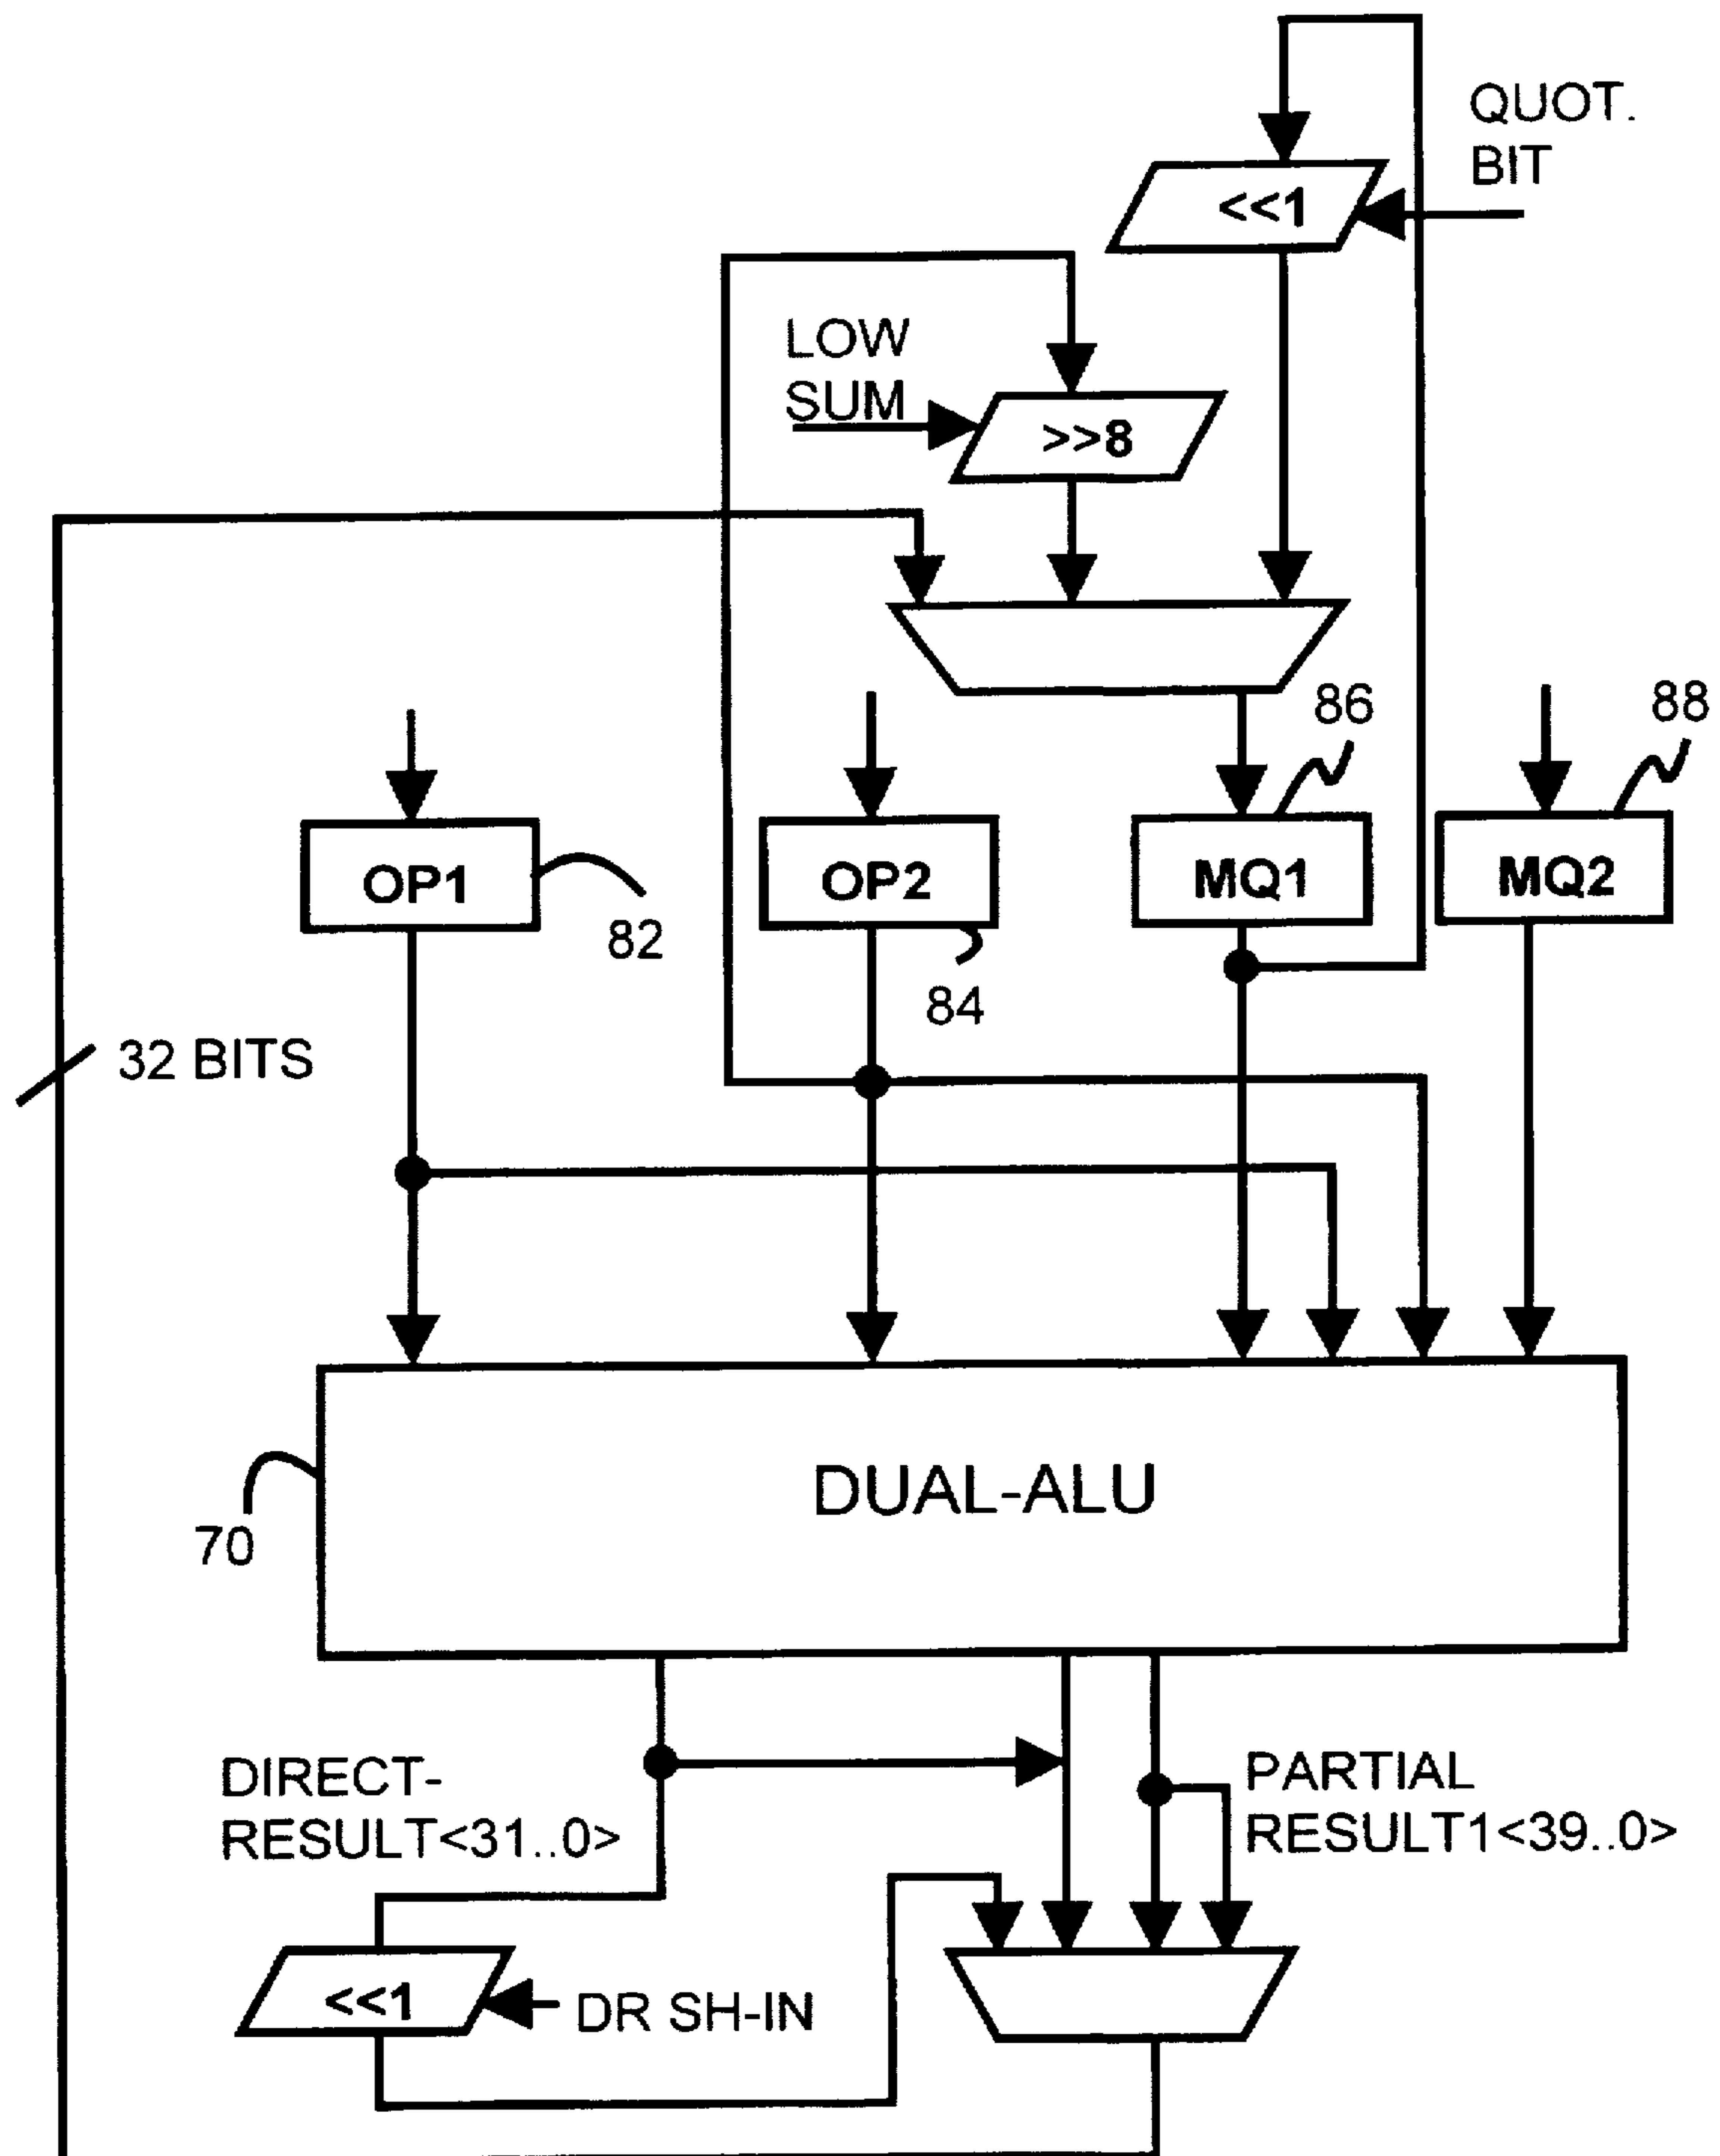 QUOT.
BIT
<<1
LOW
SUM
>>8
86
88
OP1
OP2
MQ1
MQ2
82
84
32 BITS
DUAL-ALU
70
DIRECT-
RESULT<31..0>
PARTIAL
RESULT1<39..0>
<<1
DR SH-IN